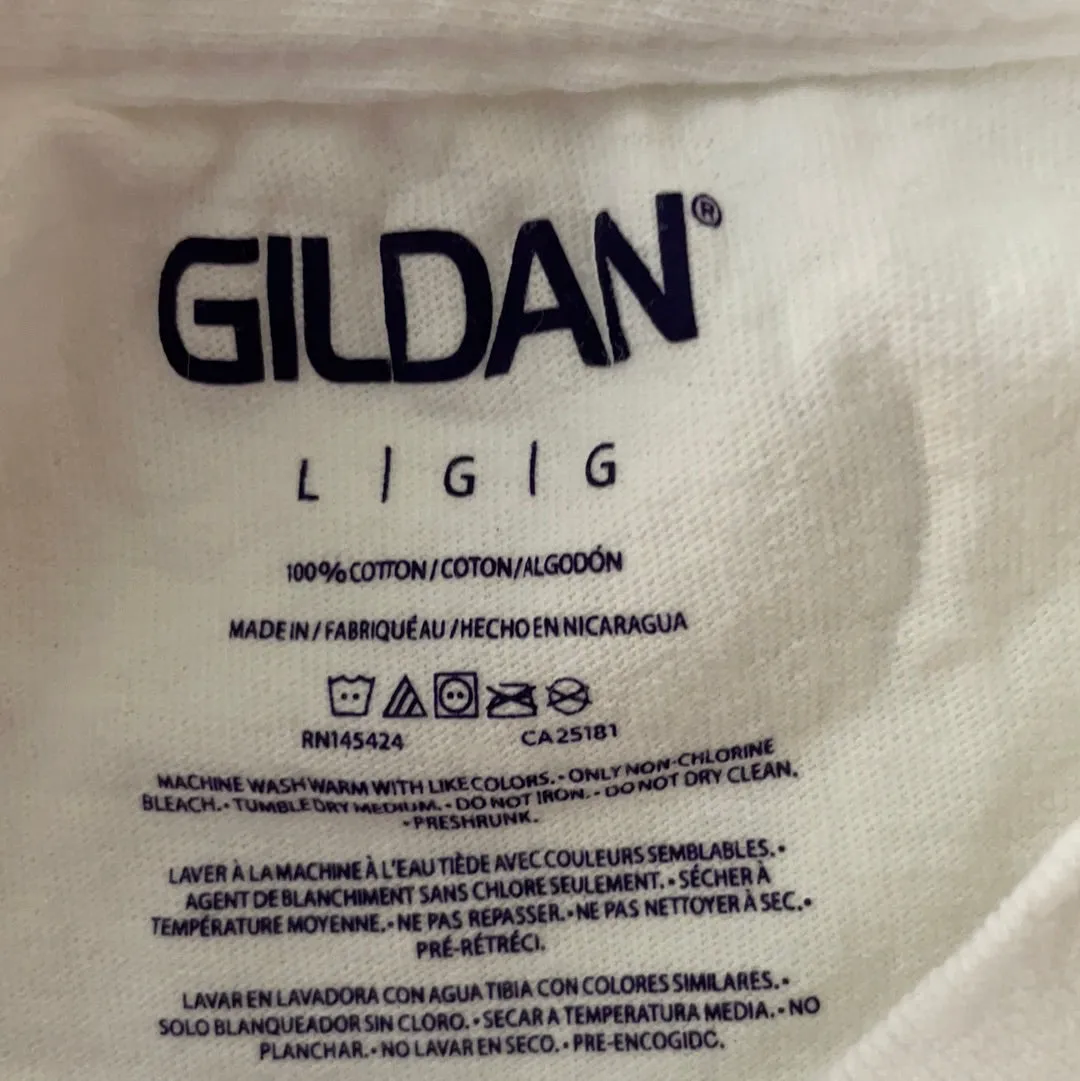 GILDAN®
L | G | G
100% COTTON / COTON / ALGODÓN
MADE IN / FABRIQUÉ AU / HECHO EN NICARAGUA
RN145424 CA25181
MACHINE WASH WARM WITH LIKE COLORS. • ONLY NON-CHLORINE
BLEACH. • TUMBLE DRY MEDIUM. • DO NOT IRON. • DO NOT DRY CLEAN.
• PRESHRUNK.
LAVER À LA MACHINE À L'EAU TIÈDE AVEC COULEURS SEMBLABLES. •
AGENT DE BLANCHIMENT SANS CHLORE SEULEMENT. • SÉCHER À
TEMPÉRATURE MOYENNE. • NE PAS REPASSER. • NE PAS NETTOYER À SEC. •
PRÉ-RÉTRÉCI.
LAVAR EN LAVADORA CON AGUA TIBIA CON COLORES SIMILARES. •
SOLO BLANQUEADOR SIN CLORO. • SECAR A TEMPERATURA MEDIA. • NO
PLANCHAR. • NO LAVAR EN SECO. • PRE-ENCOGIDO.